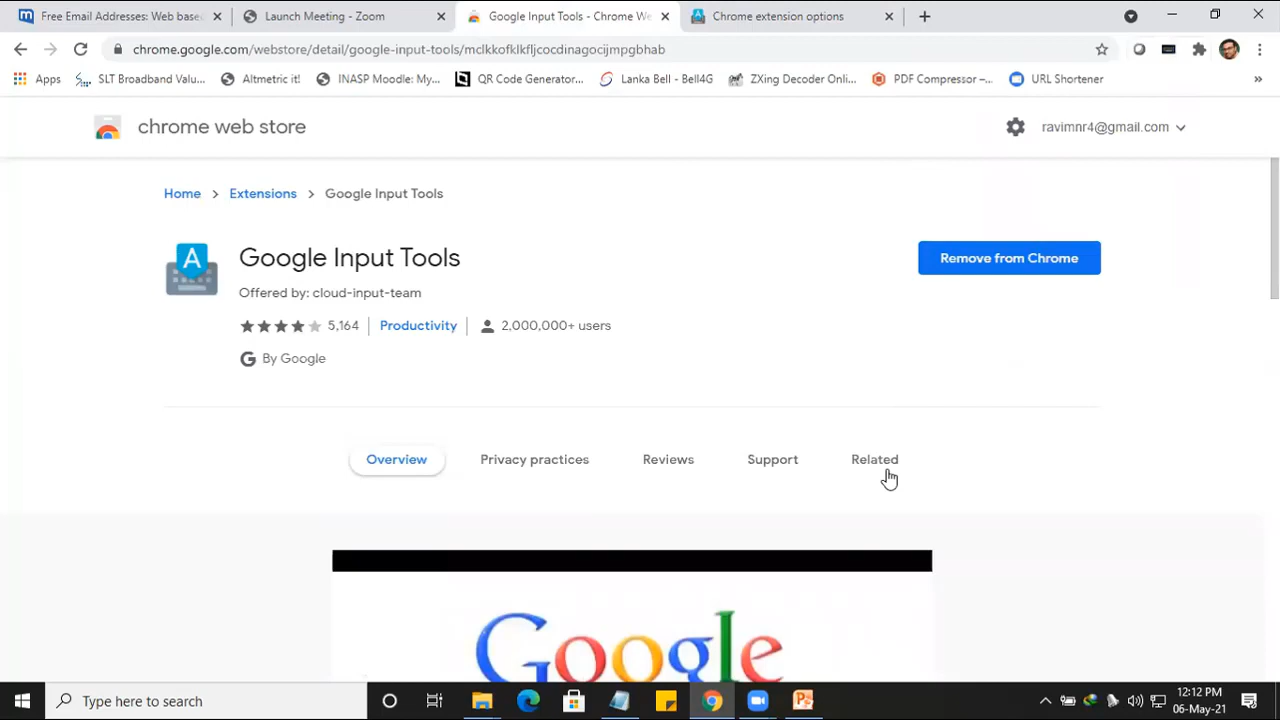 Free Email Addresses: Web based
Launch Meeting - Zoom
Google Input Tools - Chrome We
Chrome extension options
chrome.google.com/webstore/detail/google-input-tools/mclkkofklkfljcocdinagocijmpgbhab
Apps
SLT Broadband Valu...
Altmetric it!
INASP Moodle: My...
QR Code Generator...
Lanka Bell - Bell4G
ZXing Decoder Onli...
PDF Compressor –...
URL Shortener
»
chrome web store
ravimnr4@gmail.com
Home > Extensions > Google Input Tools
A
Google Input Tools
Remove from Chrome
Offered by: cloud-input-team
5,164 | Productivity | 2,000,000+ users
G By Google
Overview Privacy practices Reviews Support Related
Google
Type here to search
12:12 PM
06-May-21